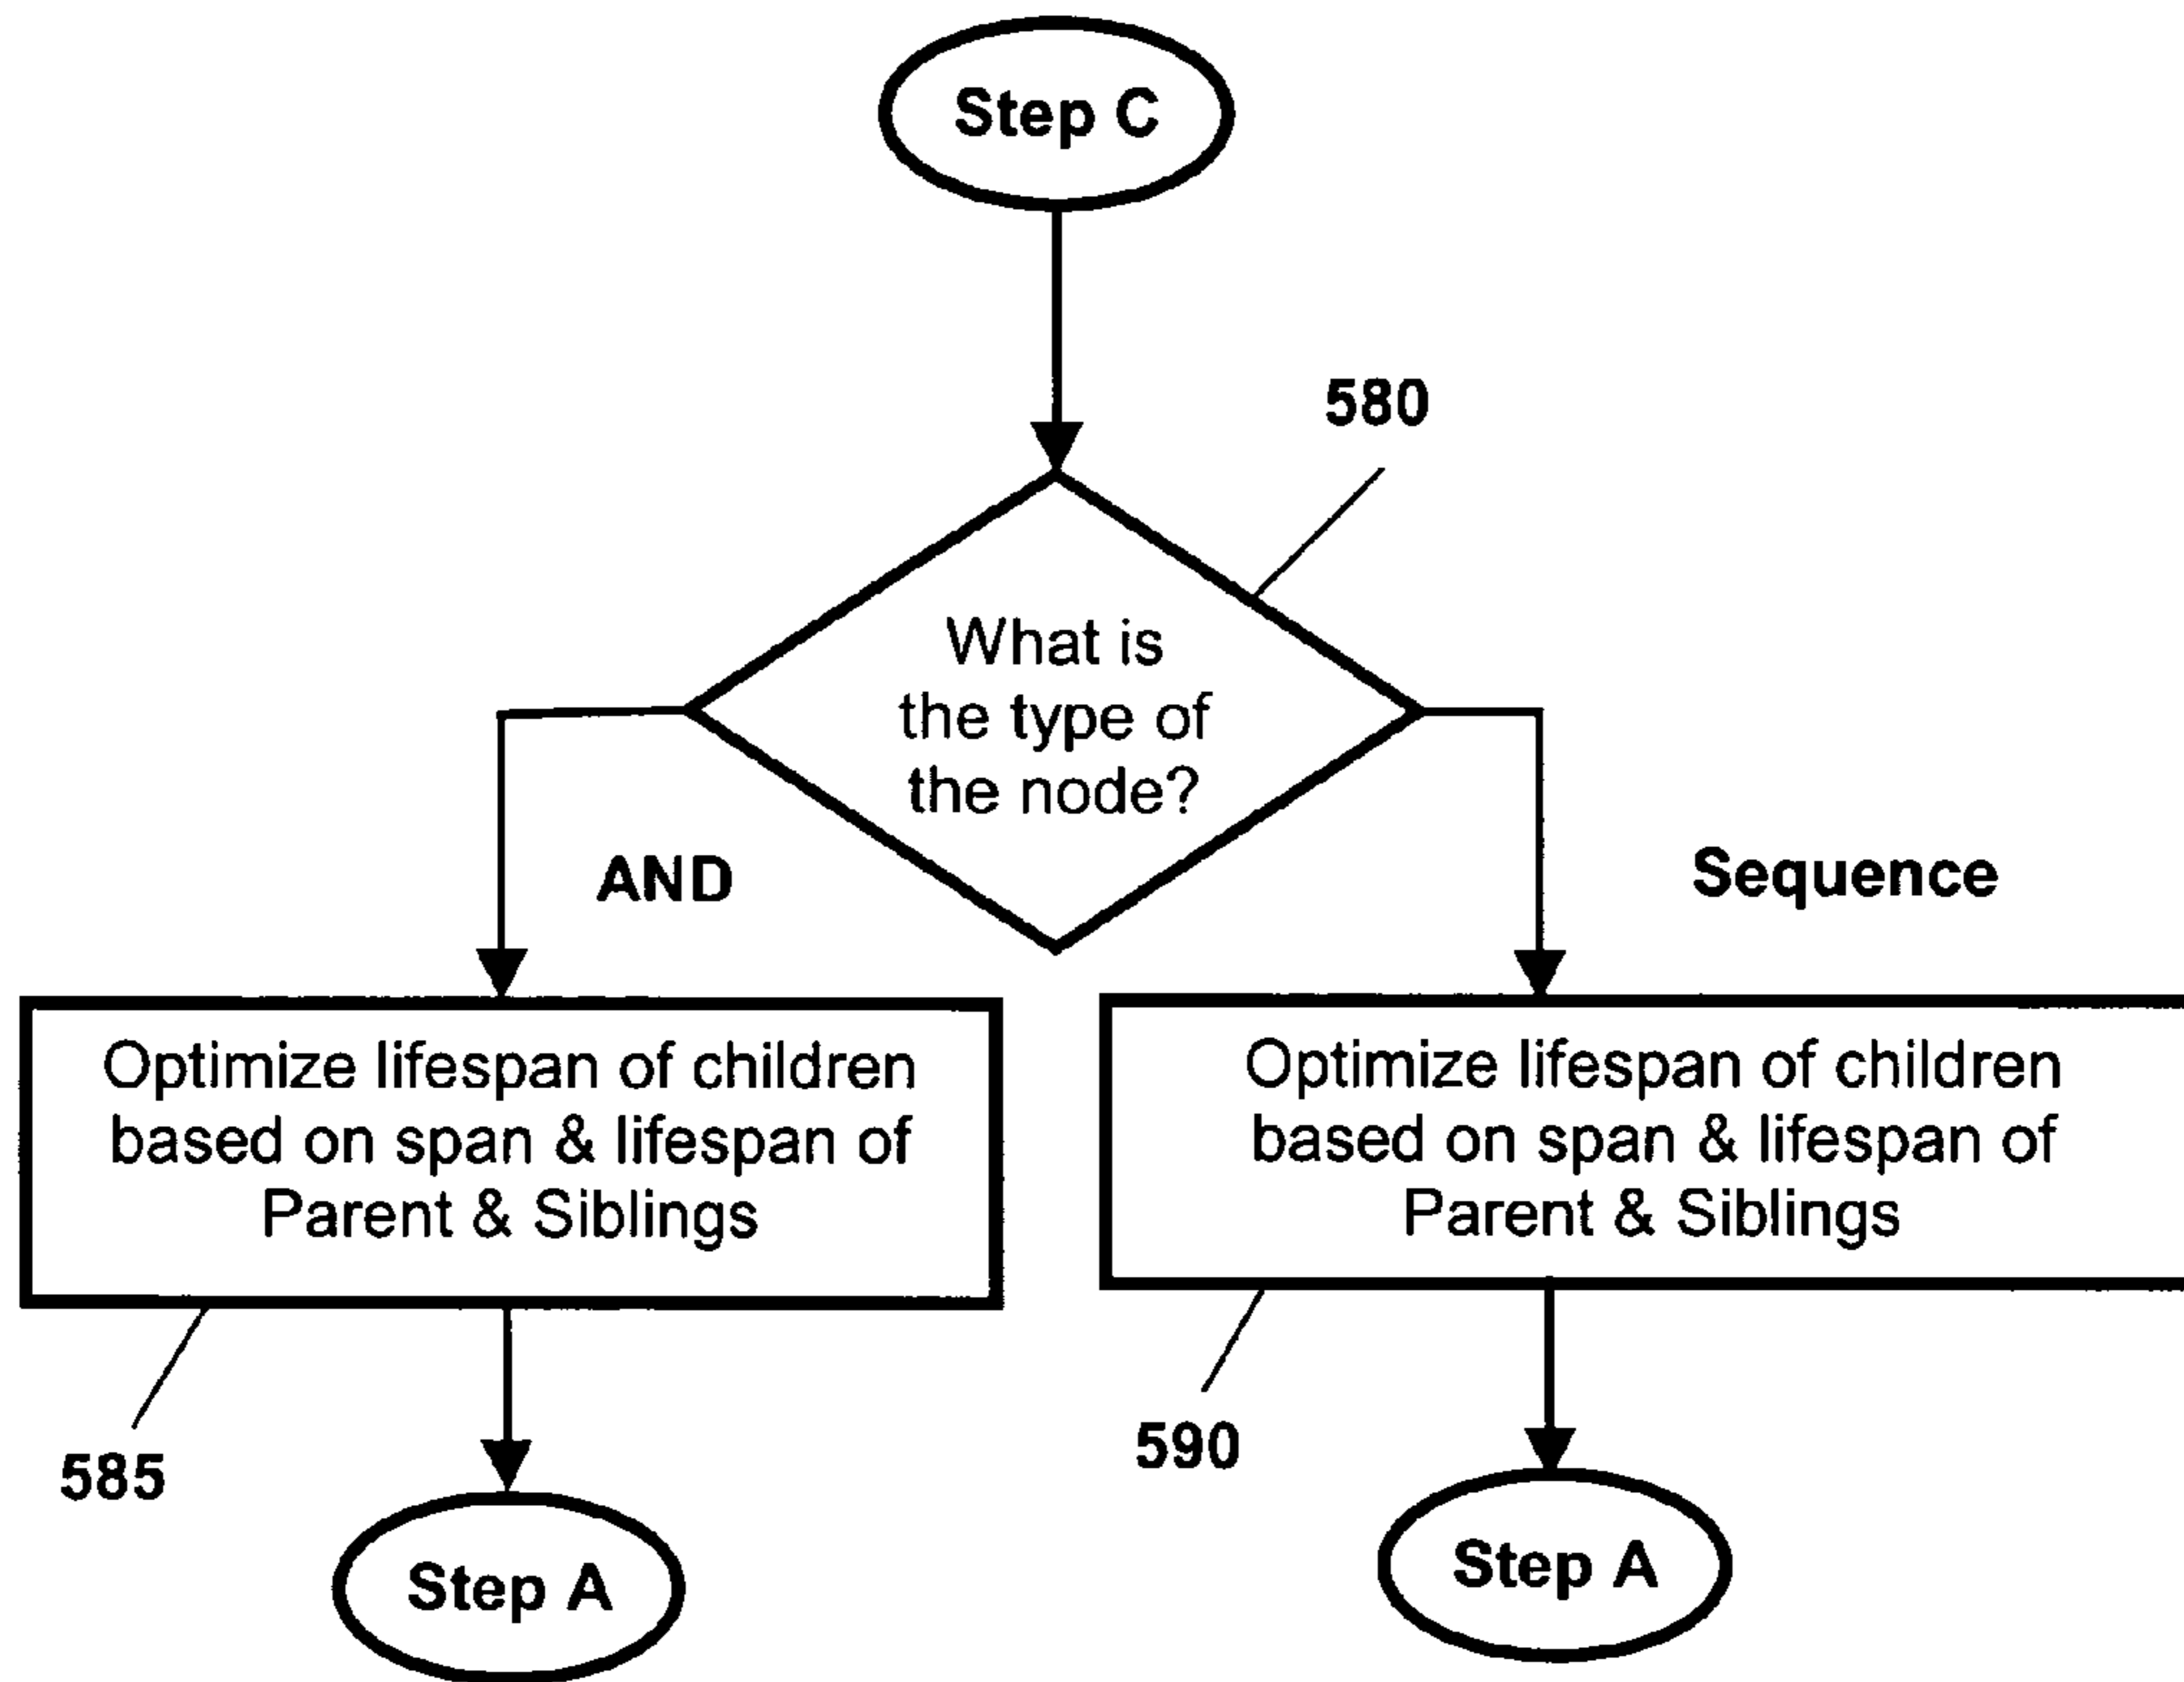 Step C
580
What is
the type of
the node?
AND
Sequence
Optimize lifespan of children
based on span & lifespan of
Parent & Siblings
Optimize lifespan of children
based on span & lifespan of
Parent & Siblings
585
590
Step A
Step A